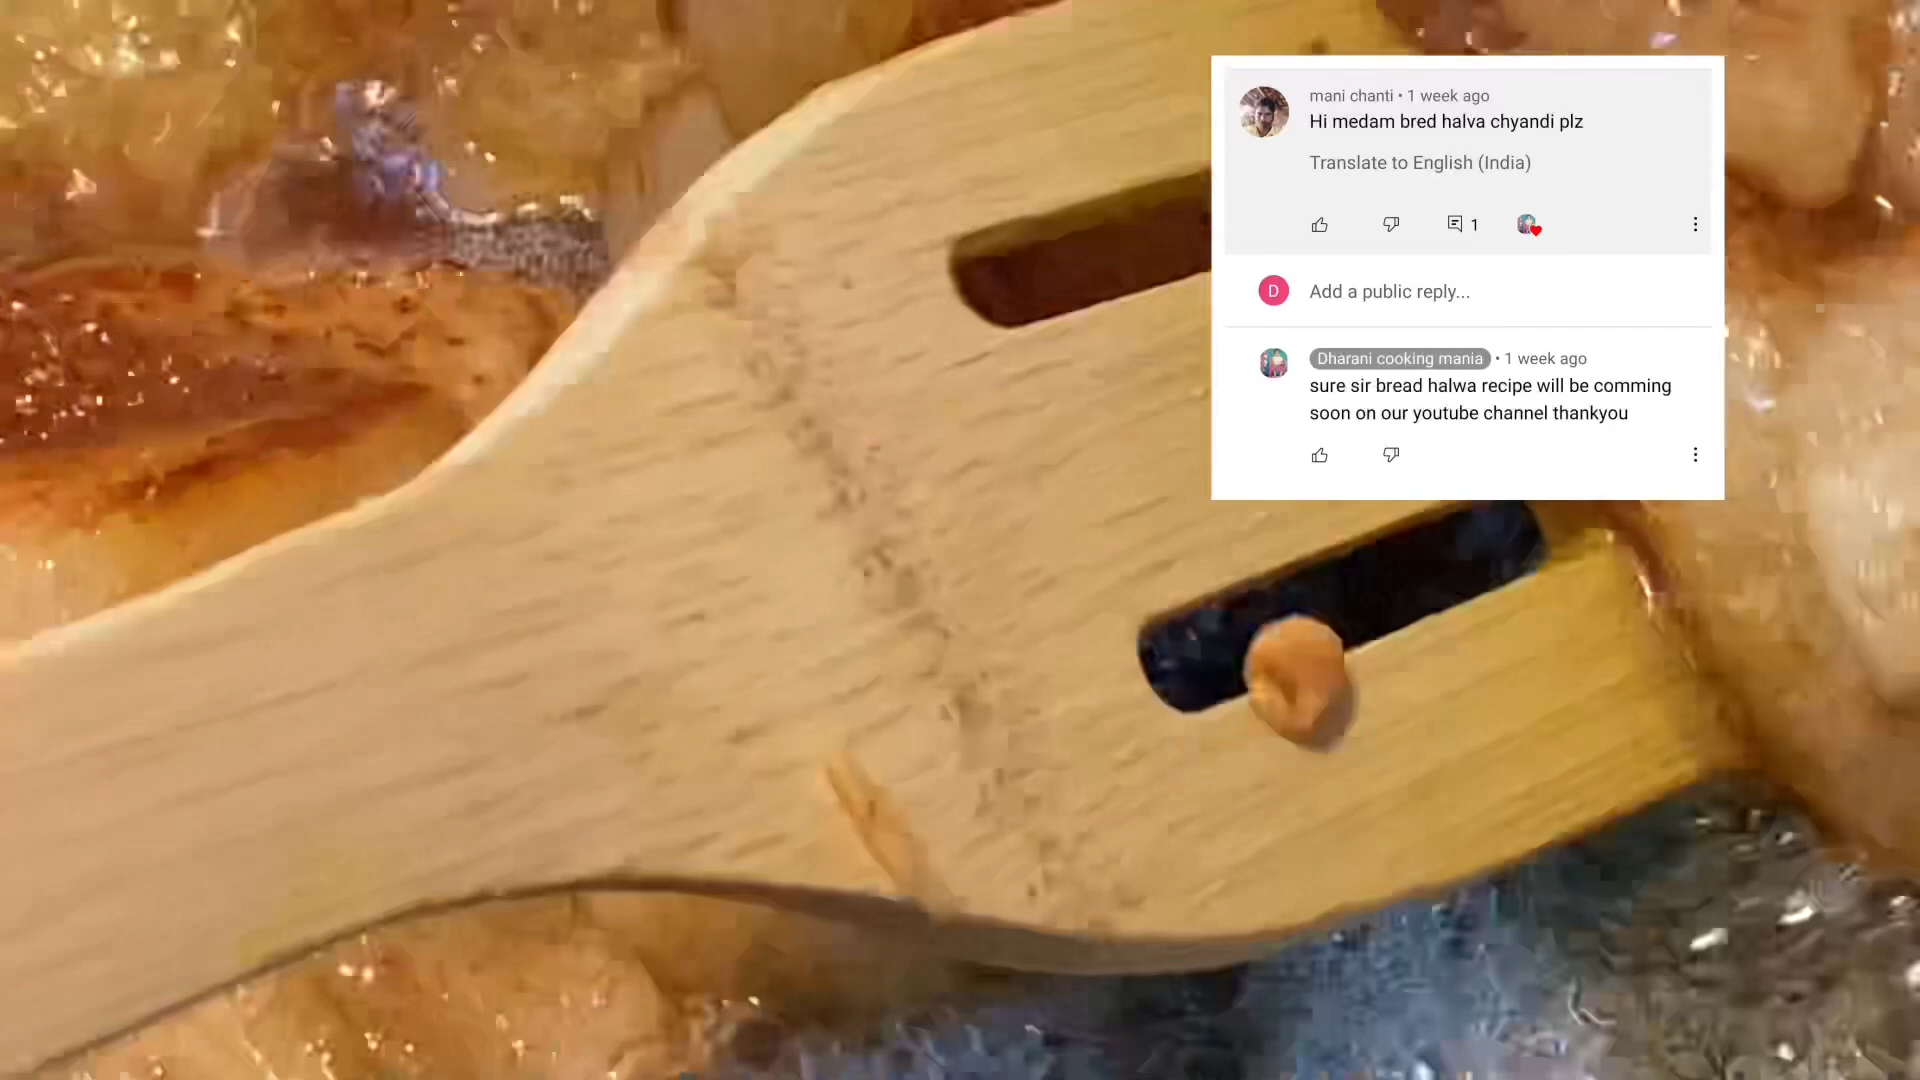 mani chanti • 1 week ago
Hi medam bred halva chyandi plz
Translate to English (India)
1
D
Add a public reply...
Dharani cooking mania • 1 week ago
sure sir bread halwa recipe will be comming
soon on our youtube channel thankyou